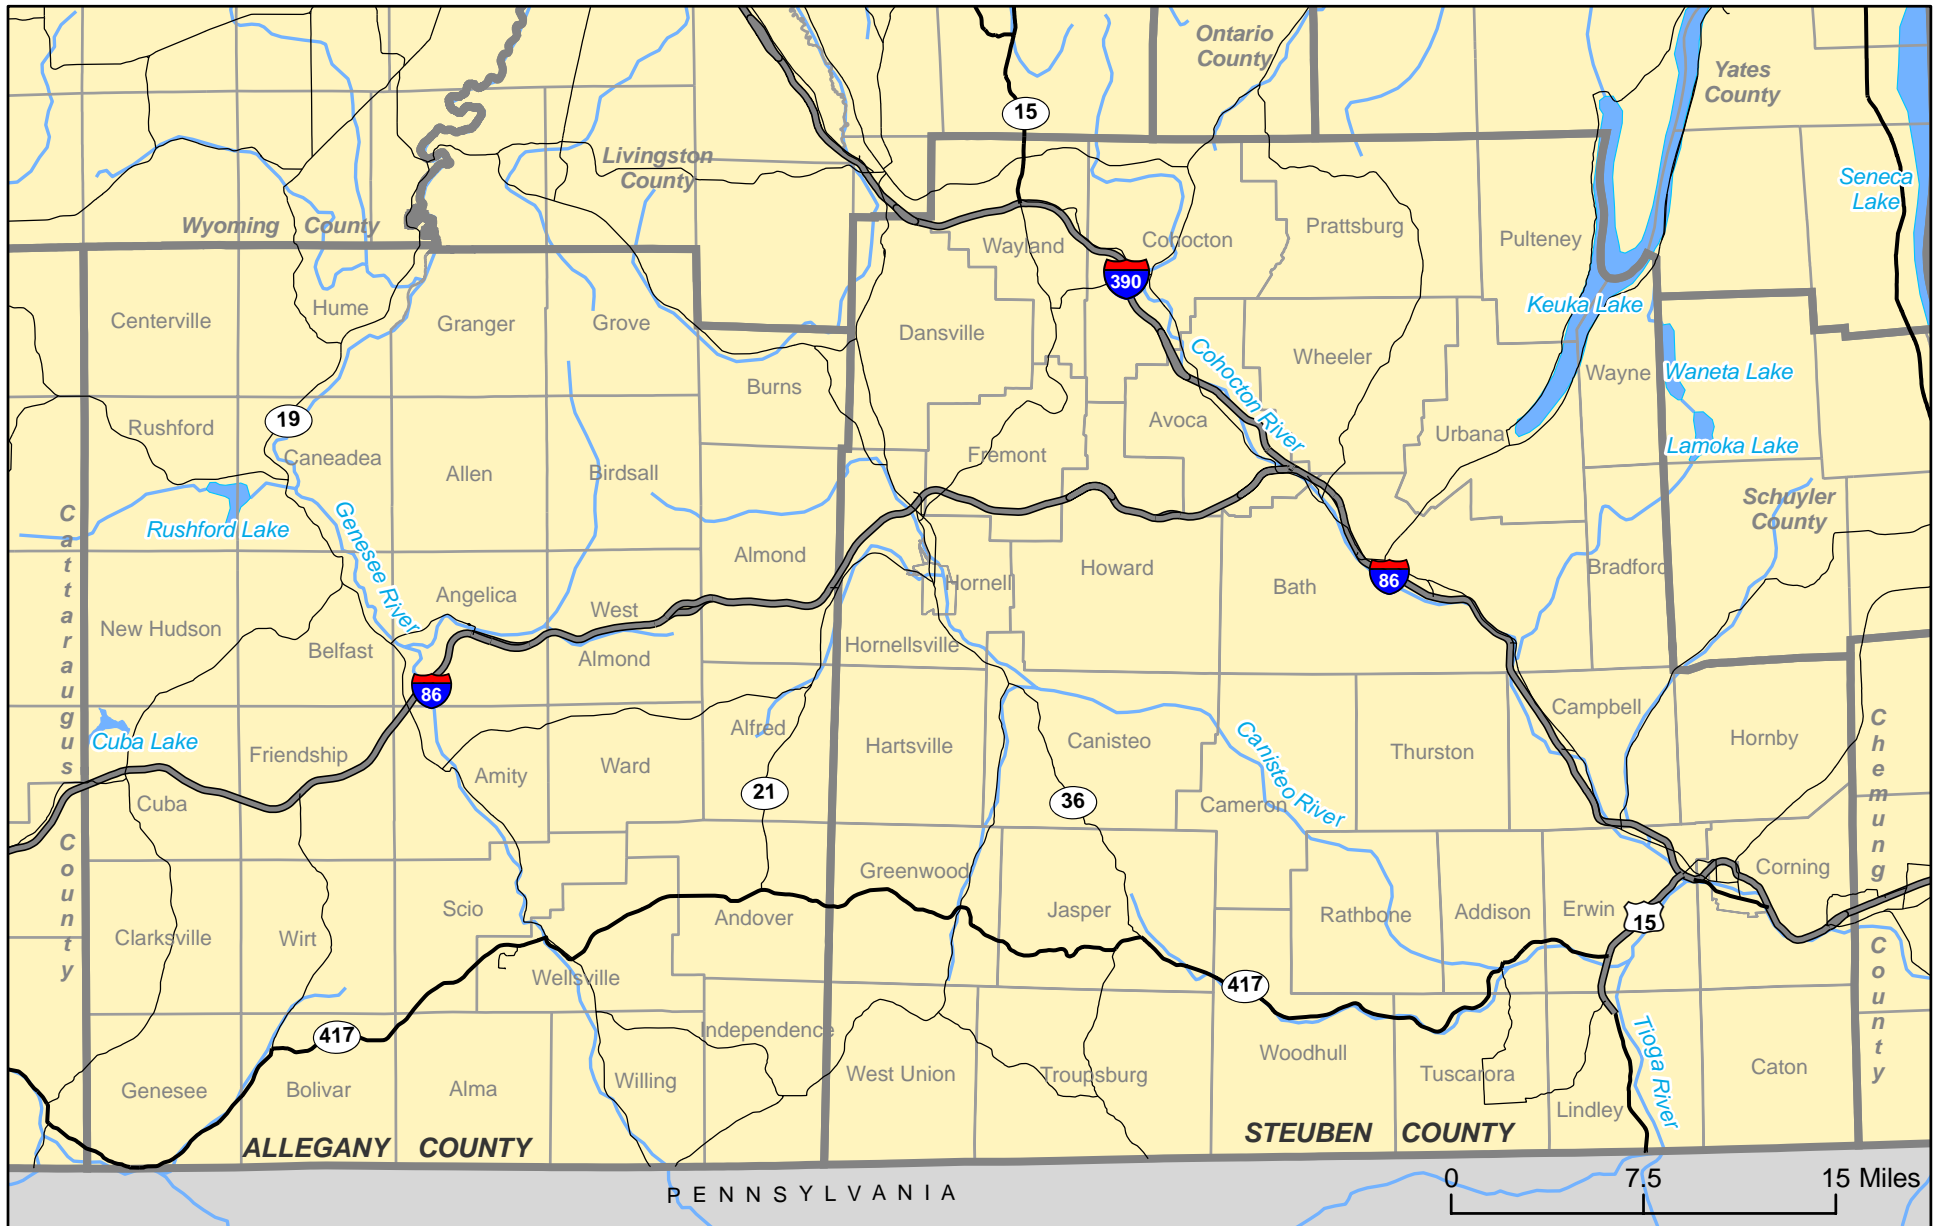 Ontario
County
Yates
County
15
Livingston
County
Seneca
Lake
Wyoming County
Wayland
Cohocton
Prattsburg
Pulteney
390
Keuka Lake
Centerville
Hume
Granger
Grove
Dansville
Cohocton River
Wheeler
Burns
Wayne
Waneta Lake
19
Rushford
Caneadea
Allen
Birdsall
Fremont
Avoca
Urbana
Lamoka Lake
Rushford Lake
Genesee River
Schuyler
County
Cattaraugus County
Almond
Hornell
Howard
Bath
86
Bradford
Angelica
West
Almond
New Hudson
Belfast
Hornellsville
86
Cuba Lake
Friendship
Amity
Ward
Alfred
Hartsville
Canisteo
Canisteo River
Thurston
Campbell
Hornby
Chemung County
Cuba
21
36
Cameron
Greenwood
Corning
Clarksville
Wirt
Scio
Andover
Jasper
Rathbone
Addison
Erwin
15
Wellsville
417
417
Independence
Woodhull
Tioga River
Genesee
Bolivar
Alma
Willing
West Union
Troupsburg
Tuscarora
Lindley
Caton
ALLEGANY COUNTY
STEUBEN COUNTY
PENNSYLVANIA
0 7.5 15 Miles